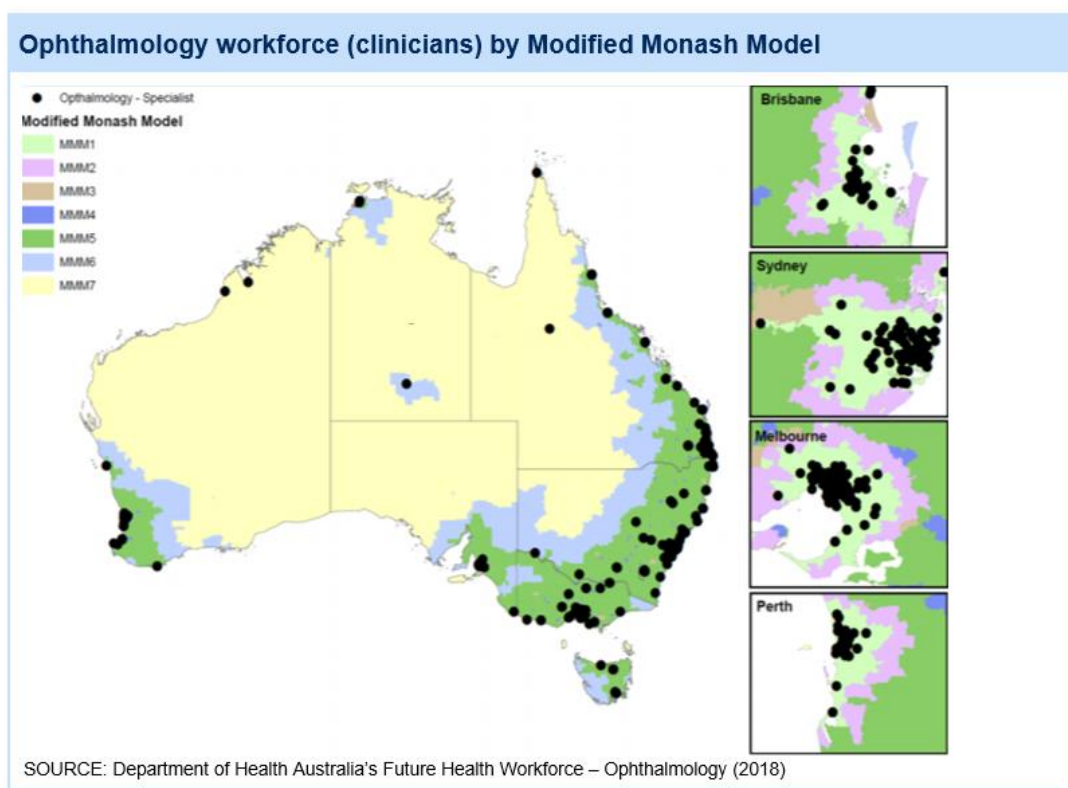 Ophthalmology workforce (clinicians) by Modified Monash Model
Opthalmology - Specialist
Modified Monash Model
MMM1
MMM2
MMM3
MMM4
MMM5
MMM6
MMM7
Brisbane
Sydney
Melbourne
Perth
SOURCE: Department of Health Australia's Future Health Workforce – Ophthalmology (2018)